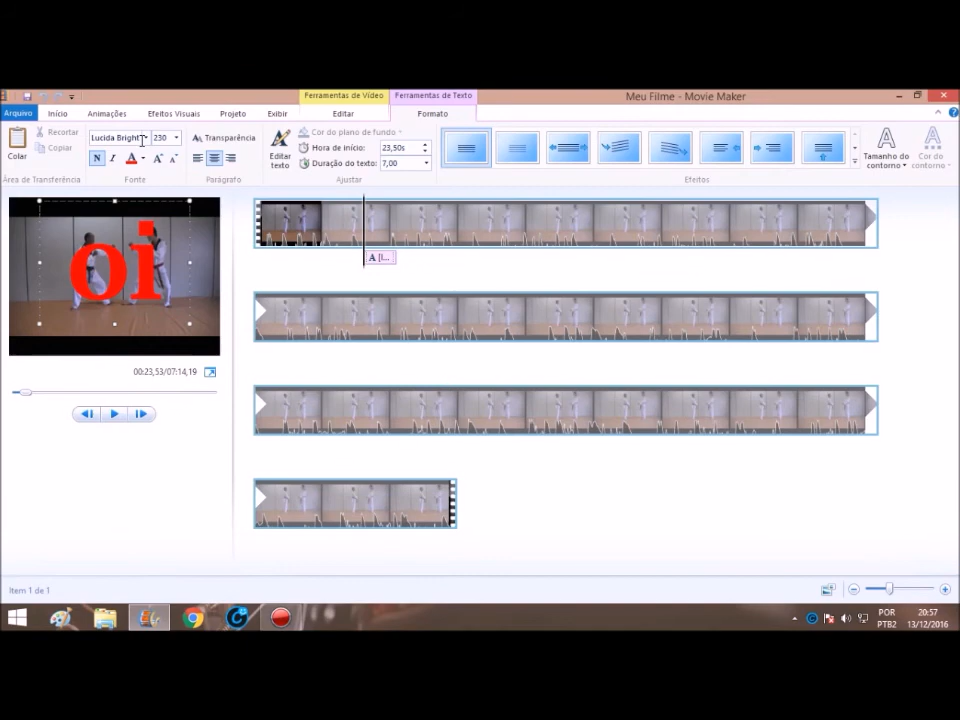 Ferramentas de Vídeo Ferramentas de Texto Meu Filme - Movie Maker
Arquivo Início Animações Efeitos Visuais Projeto Exibir Editar Formato
Colar
Recortar
Copiar
Área de Transferência
Lucida Bright 230
N I A A A
Fonte
Transparência
Parágrafo
Editar texto
Cor do plano de fundo
Hora de início: 23,50s
Duração do texto: 7,00
Ajustar
Efeitos
Tamanho do contorno
Cor do contorno
oi
A [I...
00:23,53/07:14,19
Item 1 de 1
POR
PTB2
20:57
13/12/2016